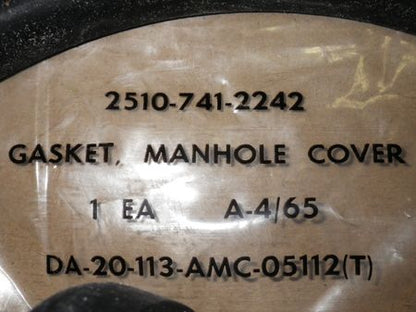 2510-741-2242
GASKET, MANHOLE COVER
1 EA A-4/65
DA-20-113-AMC-05112(T)